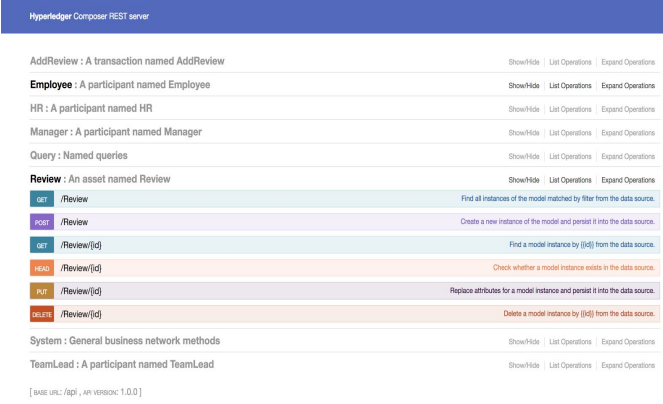 Hyperledger Composer REST server
AddReview : A transaction named AddReview Show/Hide List Operations Expand Operations
Employee : A participant named Employee Show/Hide List Operations Expand Operations
HR : A participant named HR Show/Hide List Operations Expand Operations
Manager : A participant named Manager Show/Hide List Operations Expand Operations
Query : Named queries Show/Hide List Operations Expand Operations
Review : An asset named Review Show/Hide List Operations Expand Operations
GET /Review Find all instances of the model matched by filter from the data source.
POST /Review Create a new instance of the model and persist it into the data source.
GET /Review/{id} Find a model instance by {{id}} from the data source.
HEAD /Review/{id} Check whether a model instance exists in the data source.
PUT /Review/{id} Replace attributes for a model instance and persist it into the data source.
DELETE /Review/{id} Delete a model instance by {{id}} from the data source.
System : General business network methods Show/Hide List Operations Expand Operations
TeamLead : A participant named TeamLead Show/Hide List Operations Expand Operations
[ BASE URL: /api , API VERSION: 1.0.0 ]